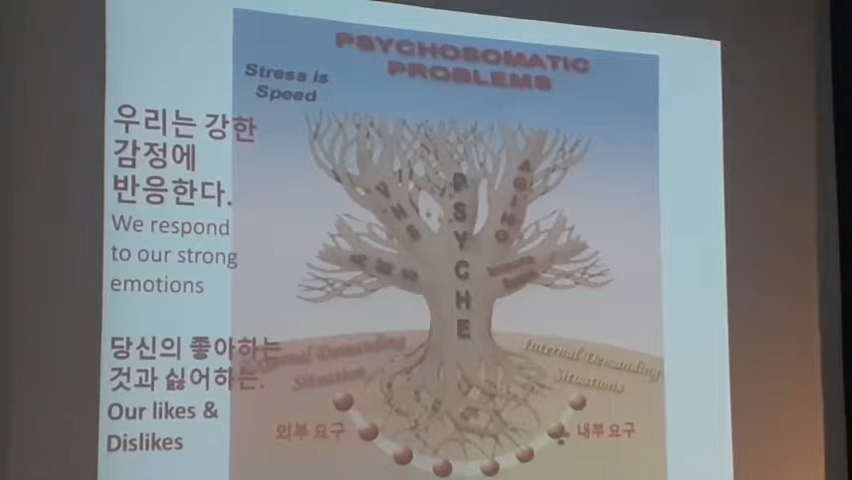 PSYCHOSOMATIC
PROBLEMS
Stress is
Speed
우리는 강한
감정에
반응한다.
We respond
to our strong
emotions
당신의 좋아하는
것과 싫어하는.
Our likes &
Dislikes
PSYCHE
AGING
External Demanding
Situation
Internal Demanding
Situations
외부 요구
내부 요구